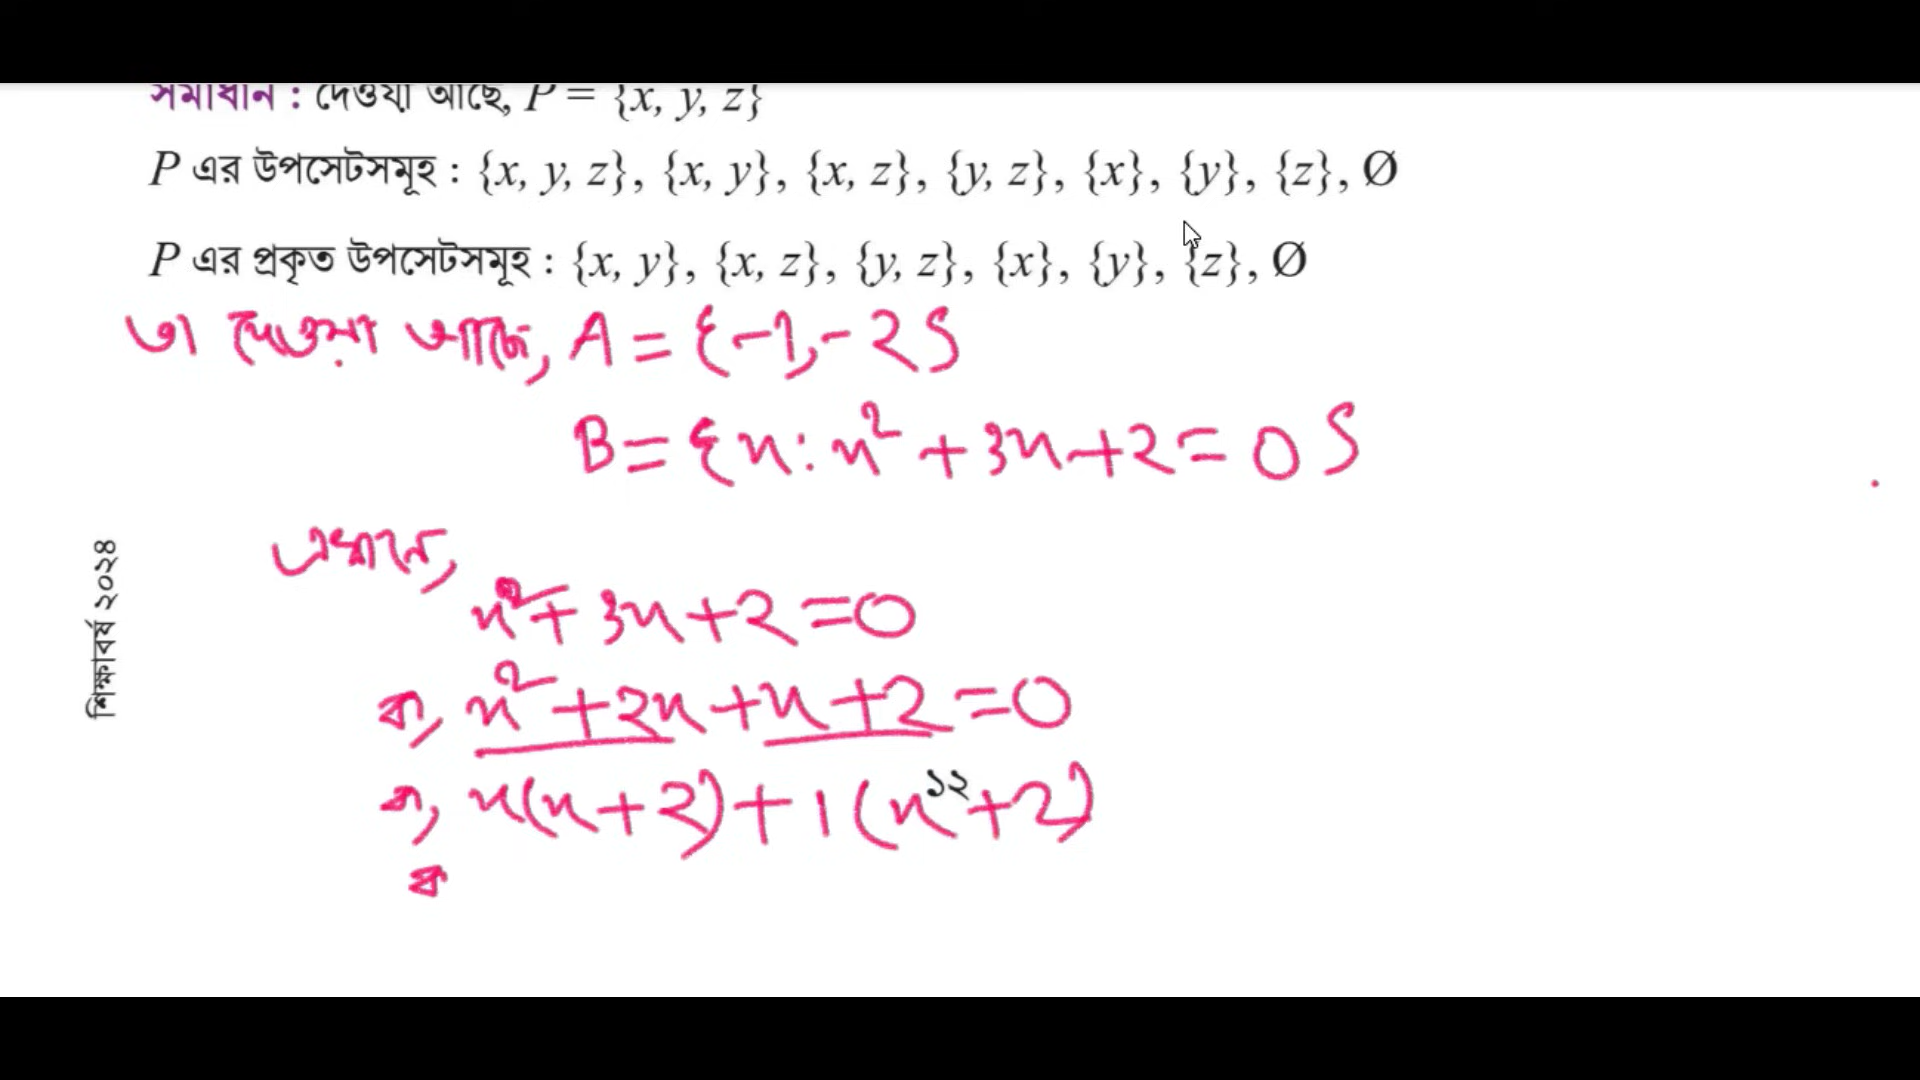 সমাধান : দেওয়া আছে, P = {x, y, z}
P এর উপসেটসমূহ : {x, y, z}, {x, y}, {x, z}, {y, z}, {x}, {y}, {z}, Ø
P এর প্রকৃত উপসেটসমূহ : {x, y}, {x, z}, {y, z}, {x}, {y}, {z}, Ø
৩। দেওয়া আছে, A = {-1, -2}
B = {x : x² + 3x + 2 = 0}
এখানে,
x² + 3x + 2 = 0
বা, x² + 2x + x + 2 = 0
বা, x(x + 2) + 1 (x + 2)
১২
বা
শিক্ষাবর্ষ ২০২৪